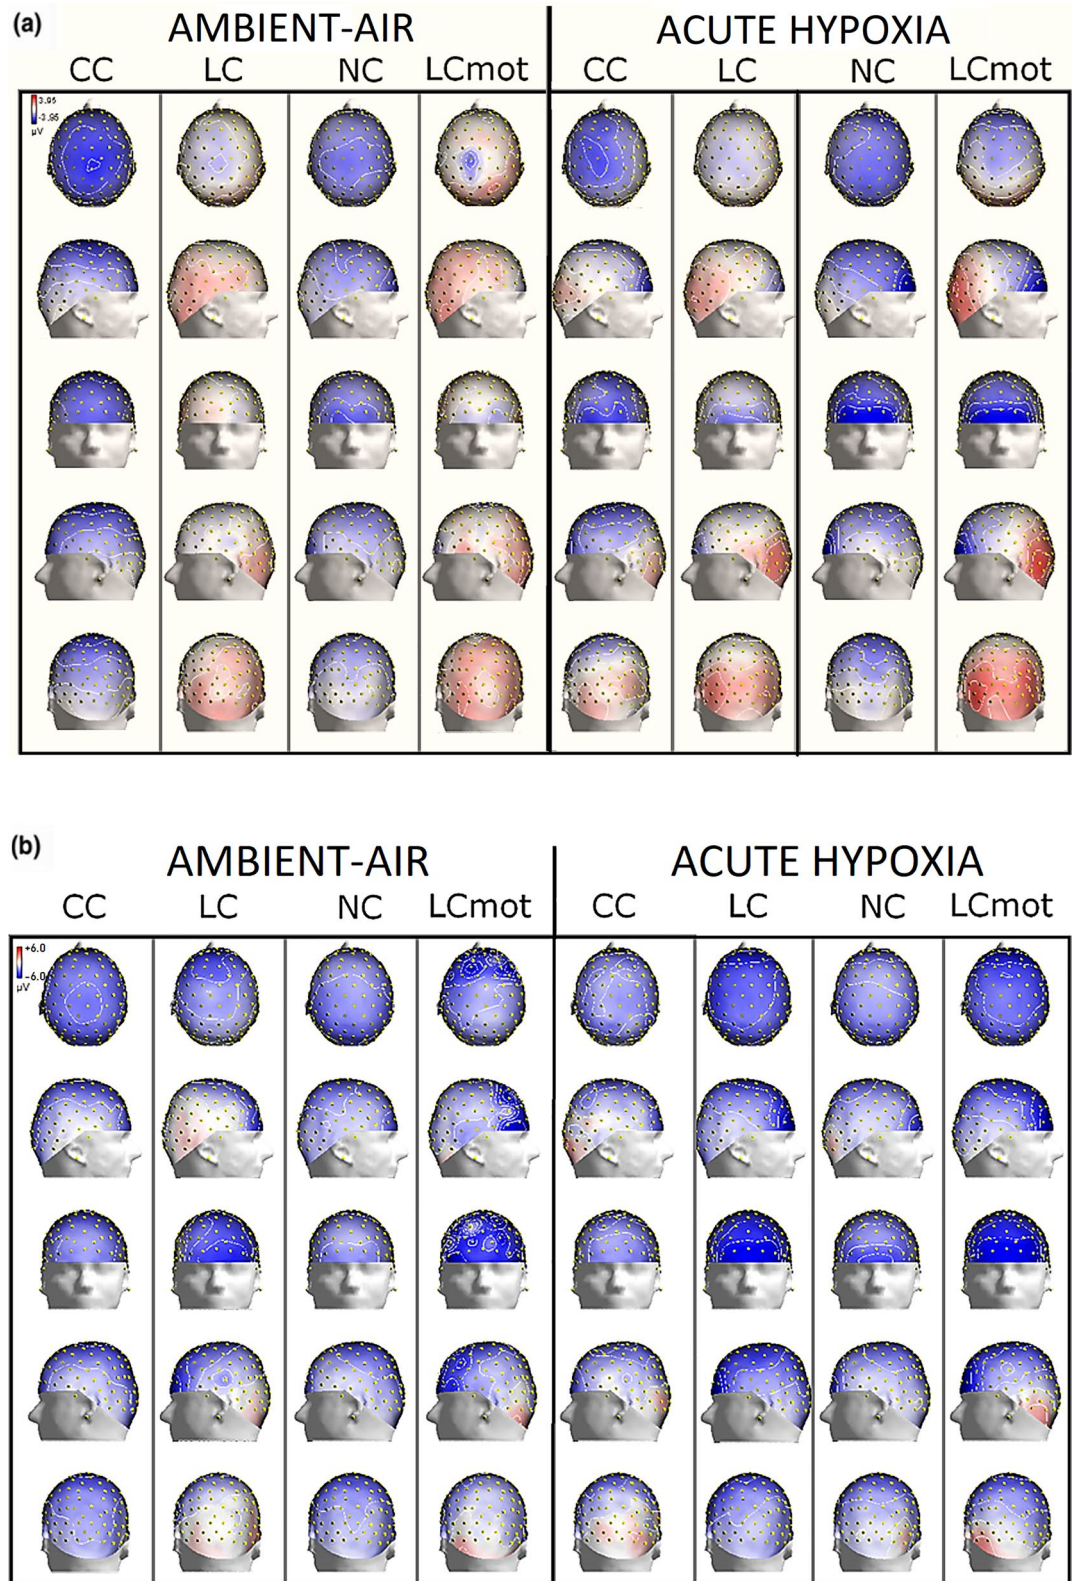 (a)
AMBIENT-AIR
ACUTE HYPOXIA
CC LC NC LCmot CC LC NC LCmot
3.95
-3.95
µV
(b)
AMBIENT-AIR
ACUTE HYPOXIA
CC LC NC LCmot CC LC NC LCmot
+6.0
-6.0
µV